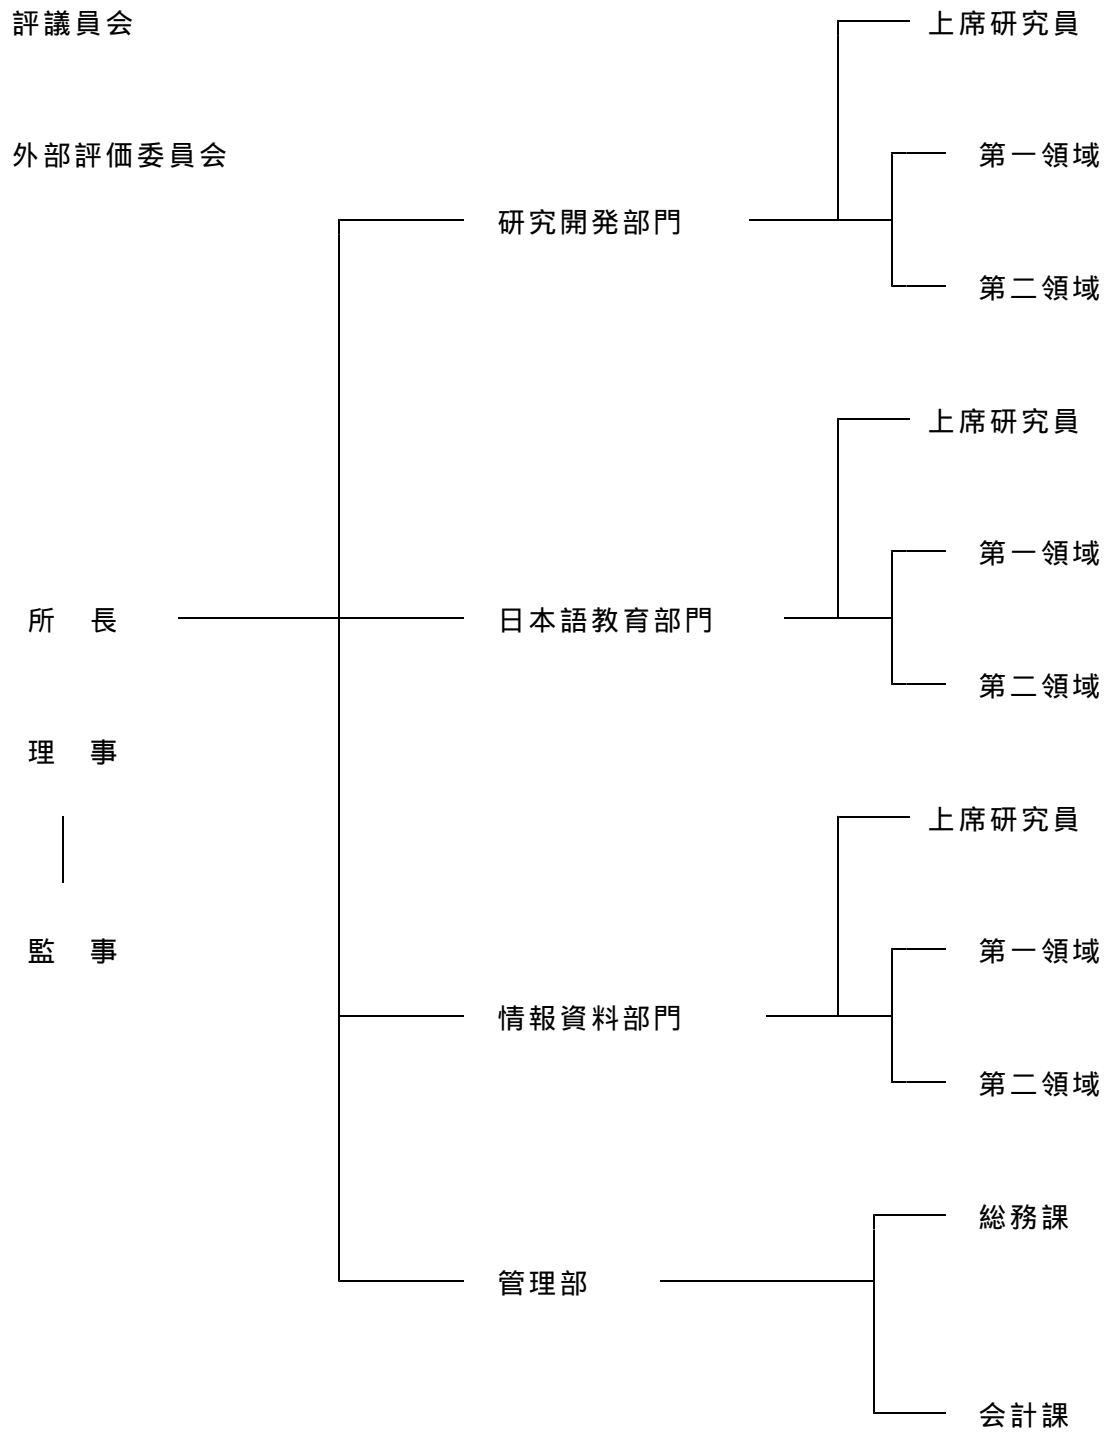 評議員会
上席研究員
外部評価委員会
第一領域
研究開発部門
第二領域
上席研究員
第一領域
所　長
日本語教育部門
第二領域
理　事
上席研究員
監　事
第一領域
情報資料部門
第二領域
総務課
管理部
会計課